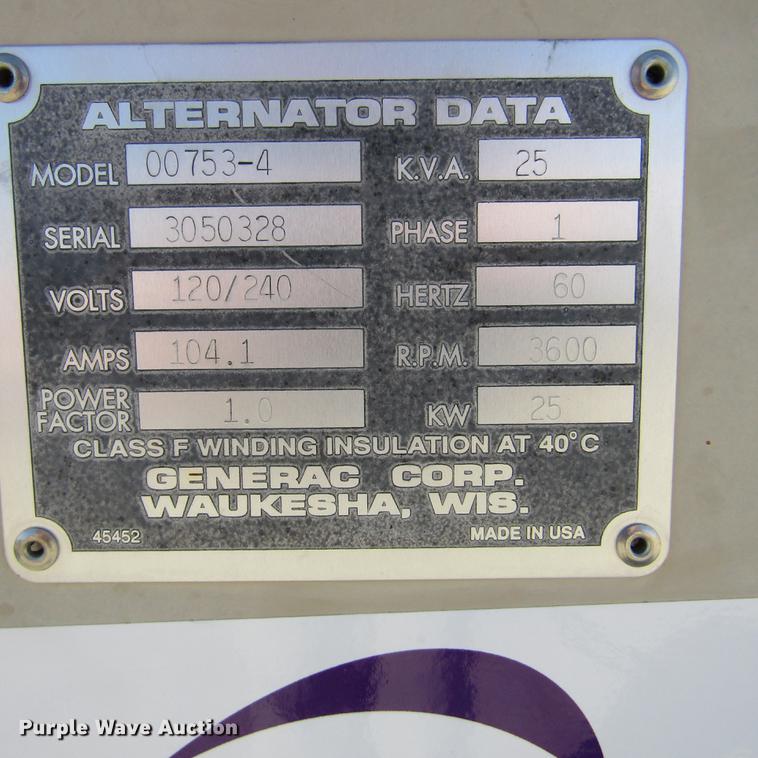 ALTERNATOR DATA
MODEL 00753-4 K.V.A. 25
SERIAL 3050328 PHASE 1
VOLTS 120/240 HERTZ 60
AMPS 104.1 R.P.M. 3600
POWER FACTOR 1.0 KW 25
CLASS F WINDING INSULATION AT 40°C
GENERAC CORP.
WAUKESHA, WIS.
45452 MADE IN USA
Purple Wave Auction